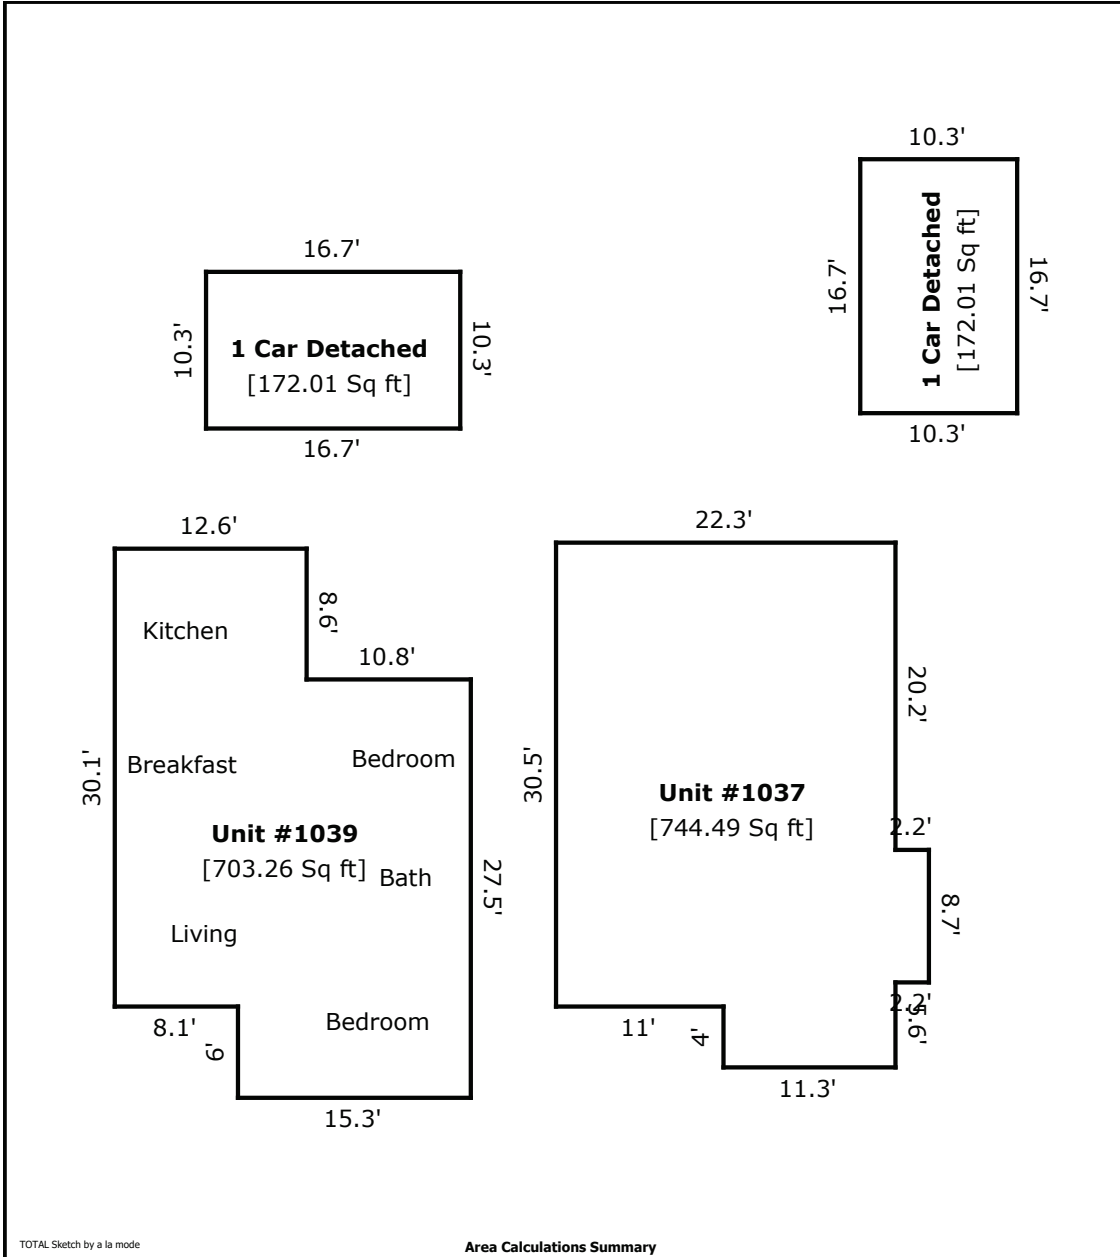 10.3'
16.7'
1 Car Detached
[172.01 Sq ft]
16.7'
10.3'
16.7'
10.3'
1 Car Detached
[172.01 Sq ft]
10.3'
16.7'
12.6'
8.6'
10.8'
Kitchen
Breakfast
Bedroom
30.1'
Unit #1039
[703.26 Sq ft]
Bath
27.5'
Living
Bedroom
8.1'
6'
15.3'
22.3'
20.2'
30.5'
Unit #1037
[744.49 Sq ft]
2.2'
8.7'
2.2'
5.6'
11'
4'
11.3'
TOTAL Sketch by a la mode
Area Calculations Summary